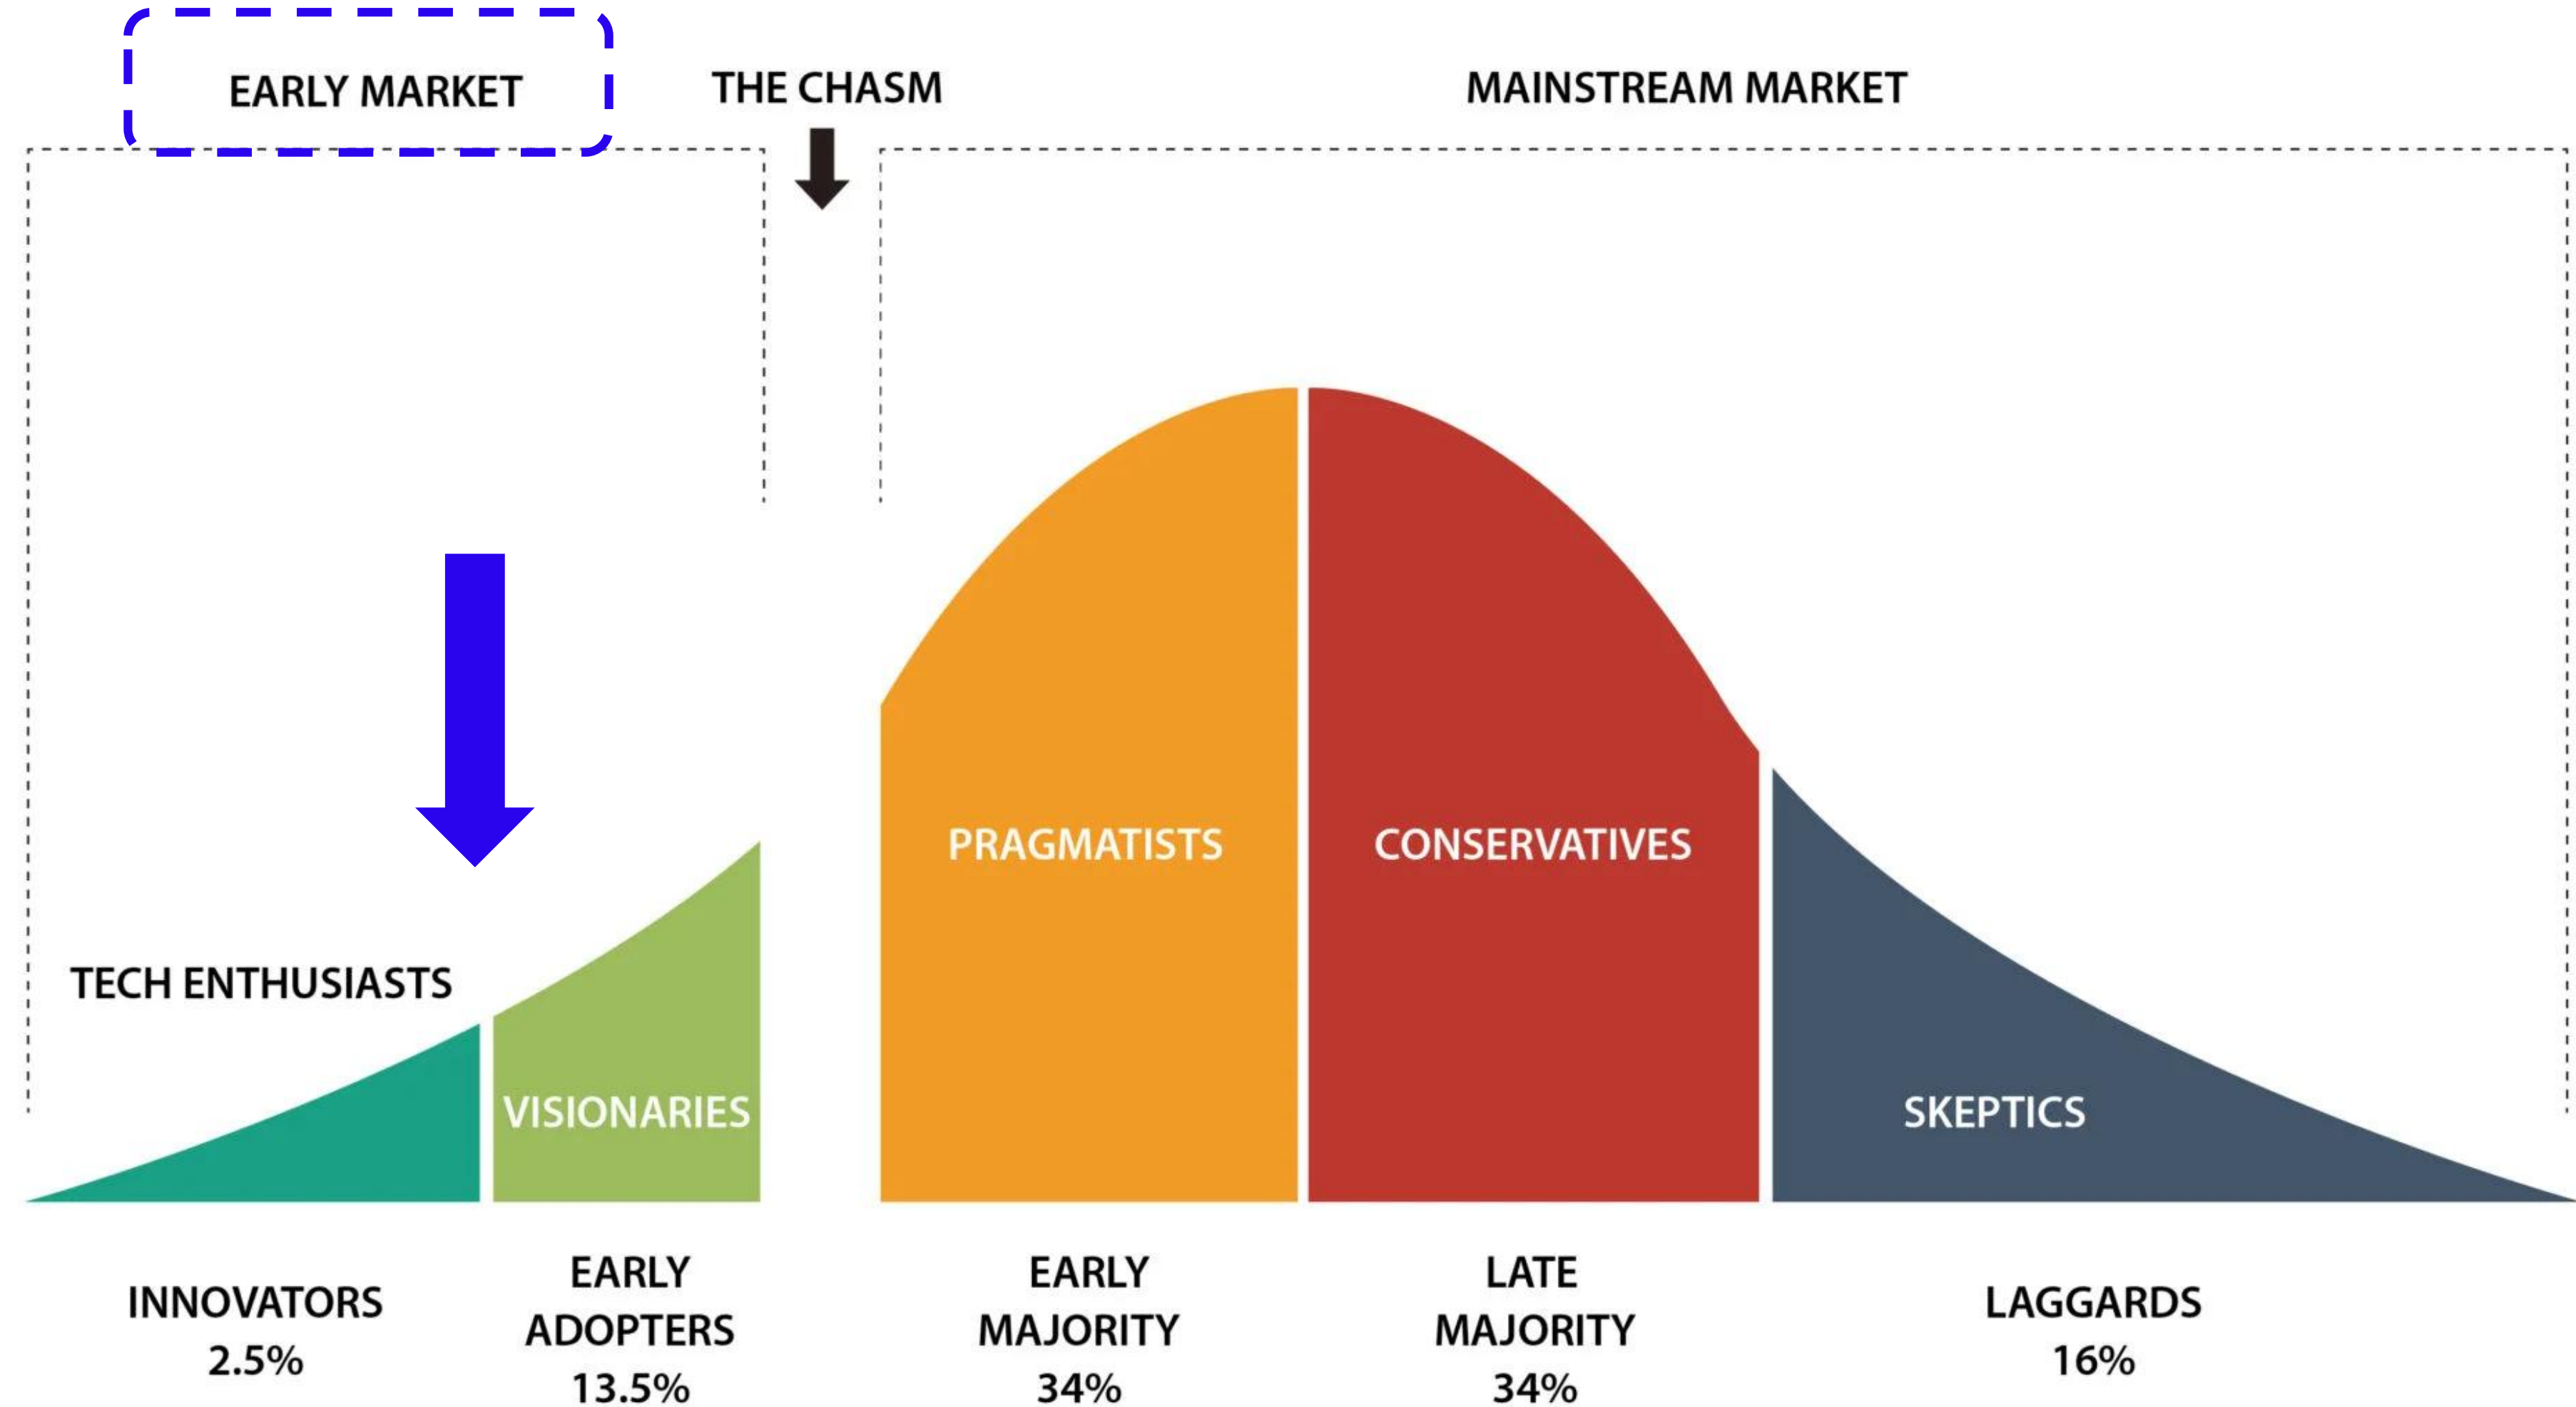 EARLY MARKET
THE CHASM
MAINSTREAM MARKET
PRAGMATISTS
CONSERVATIVES
TECH ENTHUSIASTS
VISIONARIES
SKEPTICS
INNOVATORS
2.5%
EARLY
ADOPTERS
13.5%
EARLY
MAJORITY
34%
LATE
MAJORITY
34%
LAGGARDS
16%